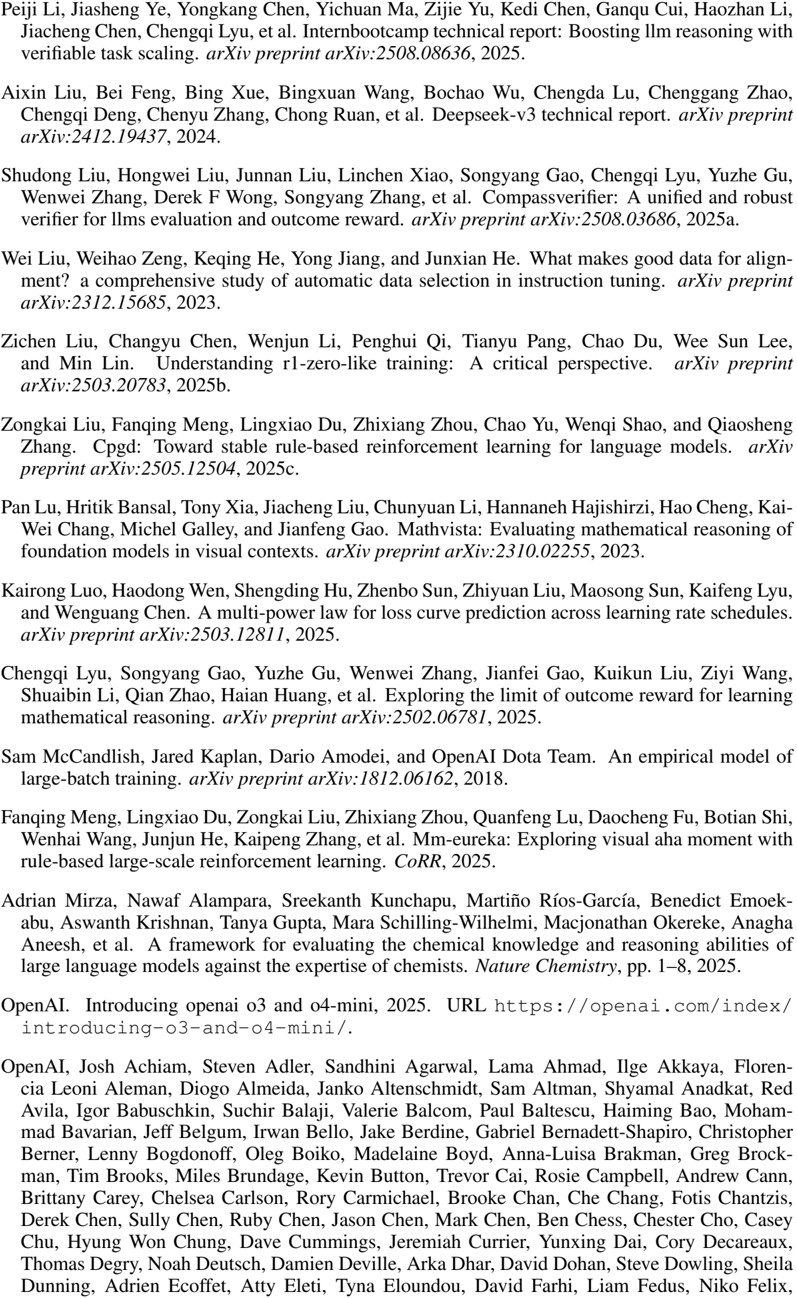 Peiji Li, Jiasheng Ye, Yongkang Chen, Yichuan Ma, Zijie Yu, Kedi Chen, Ganqu Cui, Haozhan Li,
Jiacheng Chen, Chengqi Lyu, et al. Internbootcamp technical report: Boosting llm reasoning with
verifiable task scaling. arXiv preprint arXiv:2508.08636, 2025.
Aixin Liu, Bei Feng, Bing Xue, Bingxuan Wang, Bochao Wu, Chengda Lu, Chenggang Zhao,
Chengqi Deng, Chenyu Zhang, Chong Ruan, et al. Deepseek-v3 technical report. arXiv preprint
arXiv:2412.19437, 2024.
Shudong Liu, Hongwei Liu, Junnan Liu, Linchen Xiao, Songyang Gao, Chengqi Lyu, Yuzhe Gu,
Wenwei Zhang, Derek F Wong, Songyang Zhang, et al. Compassverifier: A unified and robust
verifier for llms evaluation and outcome reward. arXiv preprint arXiv:2508.03686, 2025a.
Wei Liu, Weihao Zeng, Keqing He, Yong Jiang, and Junxian He. What makes good data for align-
ment? a comprehensive study of automatic data selection in instruction tuning. arXiv preprint
arXiv:2312.15685, 2023.
Zichen Liu, Changyu Chen, Wenjun Li, Penghui Qi, Tianyu Pang, Chao Du, Wee Sun Lee,
and Min Lin. Understanding r1-zero-like training: A critical perspective. arXiv preprint
arXiv:2503.20783, 2025b.
Zongkai Liu, Fanqing Meng, Lingxiao Du, Zhixiang Zhou, Chao Yu, Wenqi Shao, and Qiaosheng
Zhang. Cpgd: Toward stable rule-based reinforcement learning for language models. arXiv
preprint arXiv:2505.12504, 2025c.
Pan Lu, Hritik Bansal, Tony Xia, Jiacheng Liu, Chunyuan Li, Hannaneh Hajishirzi, Hao Cheng, Kai-
Wei Chang, Michel Galley, and Jianfeng Gao. Mathvista: Evaluating mathematical reasoning of
foundation models in visual contexts. arXiv preprint arXiv:2310.02255, 2023.
Kairong Luo, Haodong Wen, Shengding Hu, Zhenbo Sun, Zhiyuan Liu, Maosong Sun, Kaifeng Lyu,
and Wenguang Chen. A multi-power law for loss curve prediction across learning rate schedules.
arXiv preprint arXiv:2503.12811, 2025.
Chengqi Lyu, Songyang Gao, Yuzhe Gu, Wenwei Zhang, Jianfei Gao, Kuikun Liu, Ziyi Wang,
Shuaibin Li, Qian Zhao, Haian Huang, et al. Exploring the limit of outcome reward for learning
mathematical reasoning. arXiv preprint arXiv:2502.06781, 2025.
Sam McCandlish, Jared Kaplan, Dario Amodei, and OpenAI Dota Team. An empirical model of
large-batch training. arXiv preprint arXiv:1812.06162, 2018.
Fanqing Meng, Lingxiao Du, Zongkai Liu, Zhixiang Zhou, Quanfeng Lu, Daocheng Fu, Botian Shi,
Wenhai Wang, Junjun He, Kaipeng Zhang, et al. Mm-eureka: Exploring visual aha moment with
rule-based large-scale reinforcement learning. CoRR, 2025.
Adrian Mirza, Nawaf Alampara, Sreekanth Kunchapu, Martiño Ríos-García, Benedict Emoek-
abu, Aswanth Krishnan, Tanya Gupta, Mara Schilling-Wilhelmi, Macjonathan Okereke, Anagha
Aneesh, et al. A framework for evaluating the chemical knowledge and reasoning abilities of
large language models against the expertise of chemists. Nature Chemistry, pp. 1–8, 2025.
OpenAI. Introducing openai o3 and o4-mini, 2025. URL https://openai.com/index/
introducing-o3-and-o4-mini/.
OpenAI, Josh Achiam, Steven Adler, Sandhini Agarwal, Lama Ahmad, Ilge Akkaya, Floren-
cia Leoni Aleman, Diogo Almeida, Janko Altenschmidt, Sam Altman, Shyamal Anadkat, Red
Avila, Igor Babuschkin, Suchir Balaji, Valerie Balcom, Paul Baltescu, Haiming Bao, Moham-
mad Bavarian, Jeff Belgum, Irwan Bello, Jake Berdine, Gabriel Bernadett-Shapiro, Christopher
Berner, Lenny Bogdonoff, Oleg Boiko, Madelaine Boyd, Anna-Luisa Brakman, Greg Brock-
man, Tim Brooks, Miles Brundage, Kevin Button, Trevor Cai, Rosie Campbell, Andrew Cann,
Brittany Carey, Chelsea Carlson, Rory Carmichael, Brooke Chan, Che Chang, Fotis Chantzis,
Derek Chen, Sully Chen, Ruby Chen, Jason Chen, Mark Chen, Ben Chess, Chester Cho, Casey
Chu, Hyung Won Chung, Dave Cummings, Jeremiah Currier, Yunxing Dai, Cory Decareaux,
Thomas Degry, Noah Deutsch, Damien Deville, Arka Dhar, David Dohan, Steve Dowling, Sheila
Dunning, Adrien Ecoffet, Atty Eleti, Tyna Eloundou, David Farhi, Liam Fedus, Niko Felix,